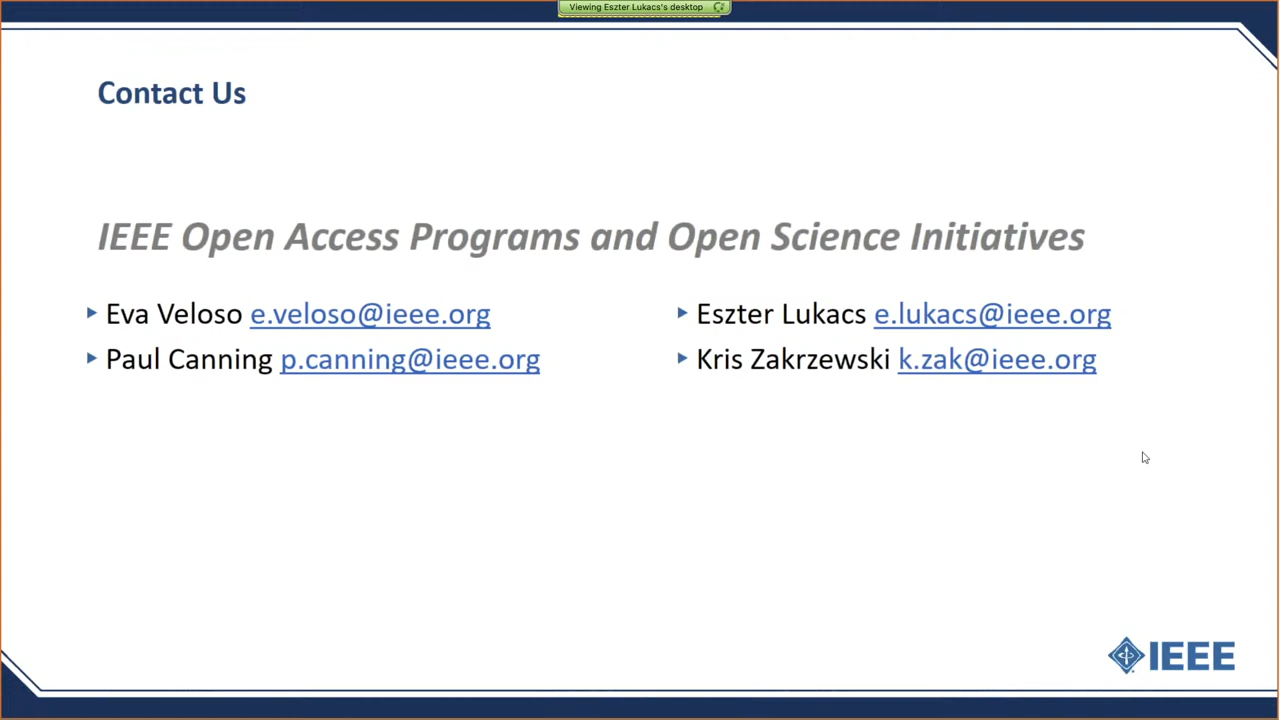 Viewing Eszter Lukacs's desktop
Contact Us
IEEE Open Access Programs and Open Science Initiatives
Eva Veloso e.veloso@ieee.org
Paul Canning p.canning@ieee.org
Eszter Lukacs e.lukacs@ieee.org
Kris Zakrzewski k.zak@ieee.org
IEEE